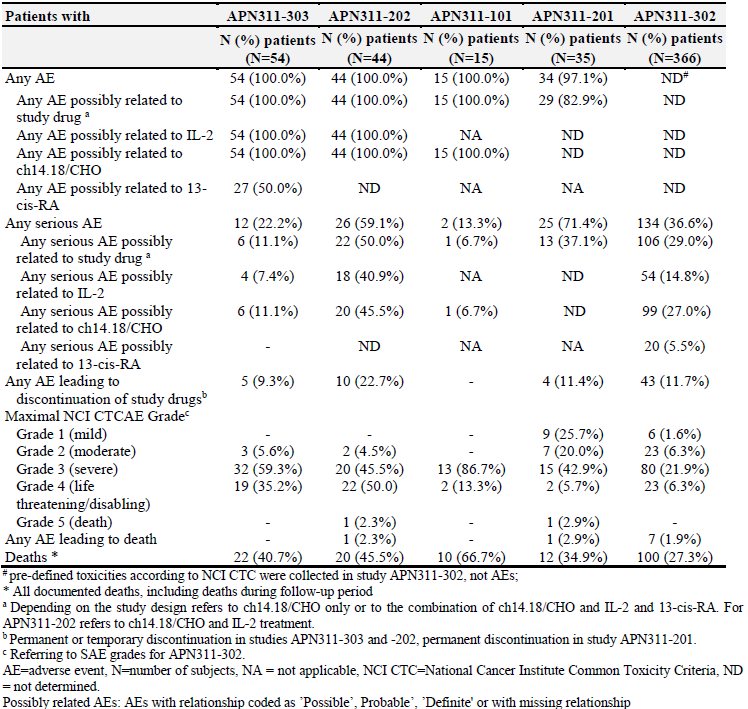 Patients with APN311-303 APN311-202 APN311-101 APN311-201 APN311-302
N (%) patients N (%) patients N (%) patients N (%) patients N (%) patients
(N=54) (N=44) (N=15) (N=35) (N=366)
Any AE 54 (100.0%) 44 (100.0%) 15 (100.0%) 34 (97.1%) ND#
Any AE possibly related to 54 (100.0%) 44 (100.0%) 15 (100.0%) 29 (82.9%) ND
study drug a
Any AE possibly related to IL-2 54 (100.0%) 44 (100.0%) NA ND ND
Any AE possibly related to 54 (100.0%) 44 (100.0%) 15 (100.0%) ND ND
ch14.18/CHO
Any AE possibly related to 13- 27 (50.0%) ND NA NA ND
cis-RA
Any serious AE 12 (22.2%) 26 (59.1%) 2 (13.3%) 25 (71.4%) 134 (36.6%)
Any serious AE possibly 6 (11.1%) 22 (50.0%) 1 (6.7%) 13 (37.1%) 106 (29.0%)
related to study drug a
Any serious AE possibly 4 (7.4%) 18 (40.9%) NA ND 54 (14.8%)
related to IL-2
Any serious AE possibly 6 (11.1%) 20 (45.5%) 1 (6.7%) ND 99 (27.0%)
related to ch14.18/CHO
Any serious AE possibly - ND NA NA 20 (5.5%)
related to 13-cis-RA
Any AE leading to 5 (9.3%) 10 (22.7%) - 4 (11.4%) 43 (11.7%)
discontinuation of study drugsb
Maximal NCI CTCAE Gradec
Grade 1 (mild) - - - 9 (25.7%) 6 (1.6%)
Grade 2 (moderate) 3 (5.6%) 2 (4.5%) - 7 (20.0%) 23 (6.3%)
Grade 3 (severe) 32 (59.3%) 20 (45.5%) 13 (86.7%) 15 (42.9%) 80 (21.9%)
Grade 4 (life 19 (35.2%) 22 (50.0) 2 (13.3%) 2 (5.7%) 23 (6.3%)
threatening/disabling)
Grade 5 (death) - 1 (2.3%) - 1 (2.9%) -
Any AE leading to death - 1 (2.3%) 1 (2.9%) 7 (1.9%)
Deaths * 22 (40.7%) 20 (45.5%) 10 (66.7%) 12 (34.9%) 100 (27.3%)
# pre-defined toxicities according to NCI CTC were collected in study APN311-302, not AEs;
* All documented deaths, including deaths during follow-up period
a Depending on the study design refers to ch14.18/CHO only or to the combination of ch14.18/CHO and IL-2 and 13-cis-RA. For
APN311-202 refers to ch14.18/CHO and IL-2 treatment.
b Permanent or temporary discontinuation in studies APN311-303 and -202, permanent discontinuation in study APN311-201.
c Referring to SAE grades for APN311-302.
AE=adverse event, N=number of subjects, NA = not applicable, NCI CTC=National Cancer Institute Common Toxicity Criteria, ND
= not determined.
Possibly related AEs: AEs with relationship coded as 'Possible', Probable', 'Definite' or with missing relationship